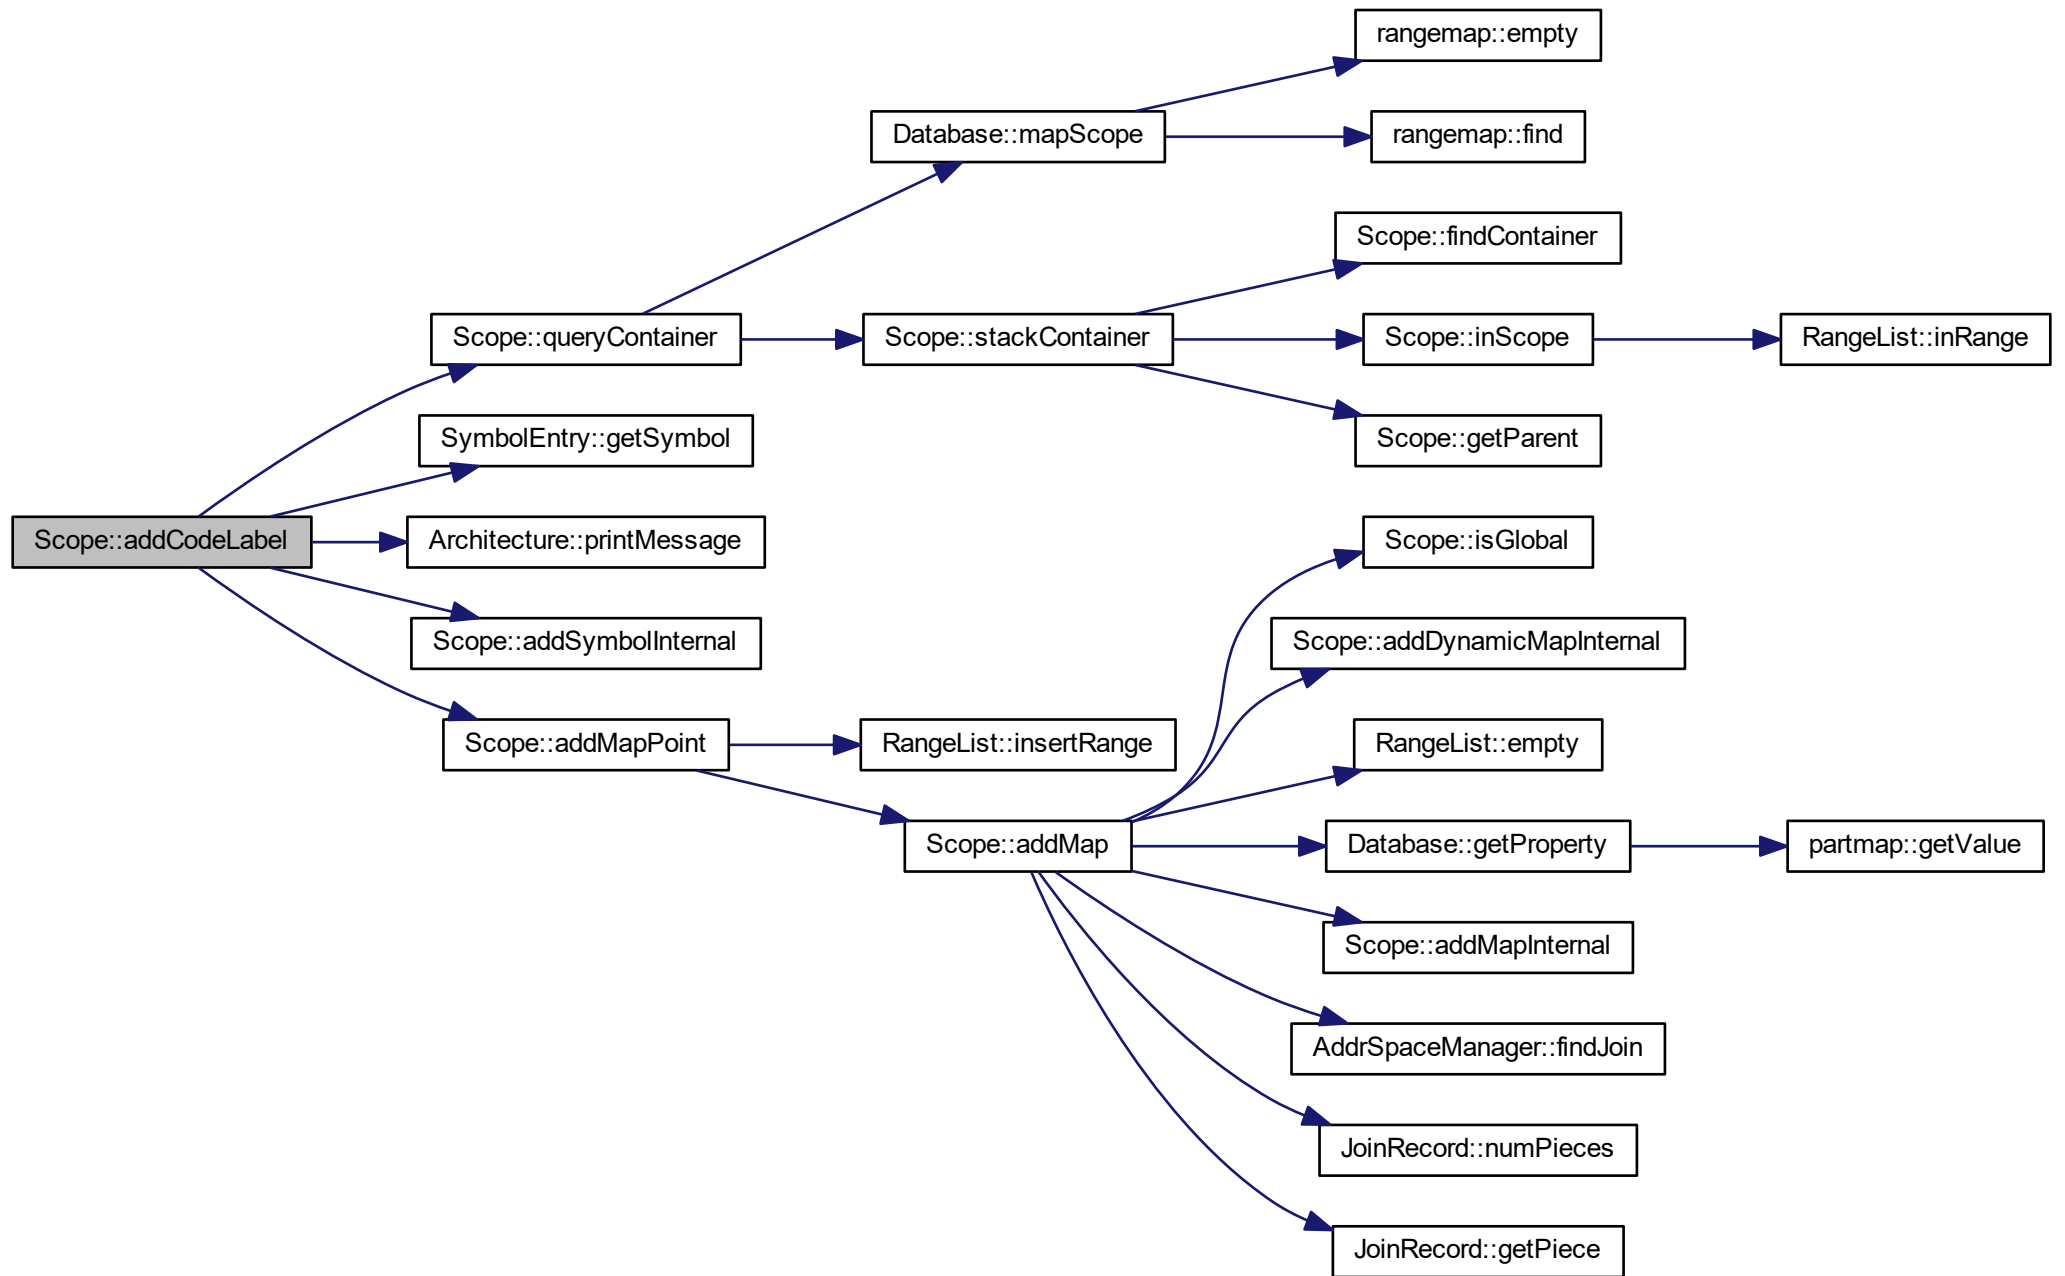 rangemap::empty
Database::mapScope
rangemap::find
Scope::findContainer
Scope::queryContainer
Scope::stackContainer
Scope::inScope
RangeList::inRange
SymbolEntry::getSymbol
Scope::getParent
Scope::addCodeLabel
Architecture::printMessage
Scope::isGlobal
Scope::addSymbolInternal
Scope::addDynamicMapInternal
Scope::addMapPoint
RangeList::insertRange
RangeList::empty
Scope::addMap
Database::getProperty
partmap::getValue
Scope::addMapInternal
AddrSpaceManager::findJoin
JoinRecord::numPieces
JoinRecord::getPiece